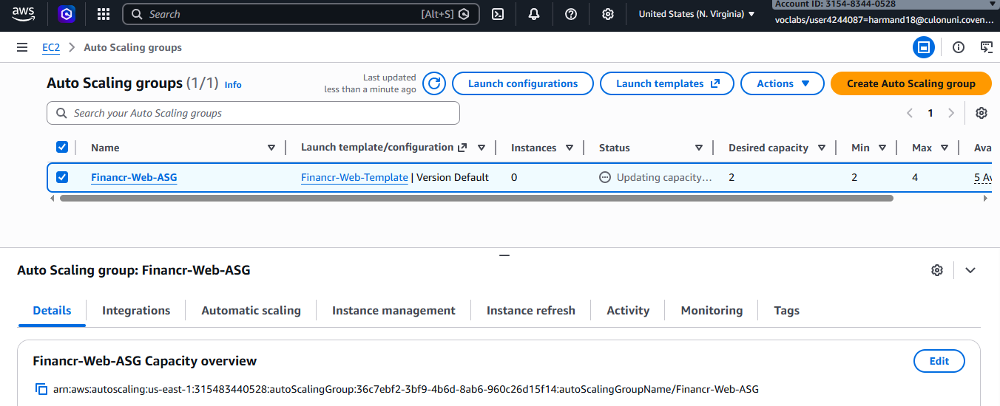 aws
Search [Alt+S] United States (N. Virginia) Account ID: 3154-8344-0528
voclabs/user4244087=harmand18@culonuni.coven...
EC2 Auto Scaling groups
Auto Scaling groups (1/1) Info Last updated less than a minute ago Launch configurations Launch templates Actions Create Auto Scaling group
Search your Auto Scaling groups 1
Name Launch template/configuration Instances Status Desired capacity Min Max Ava
Financr-Web-ASG Financr-Web-Template | Version Default 0 Updating capacity... 2 2 4 5 Av
Auto Scaling group: Financr-Web-ASG
Details Integrations Automatic scaling Instance management Instance refresh Activity Monitoring Tags
Financr-Web-ASG Capacity overview Edit
arn:aws:autoscaling:us-east-1:315483440528:autoScalingGroup:36c7ebf2-3bf9-4b6d-8ab6-960c26d15f14:autoScalingGroupName/Financr-Web-ASG